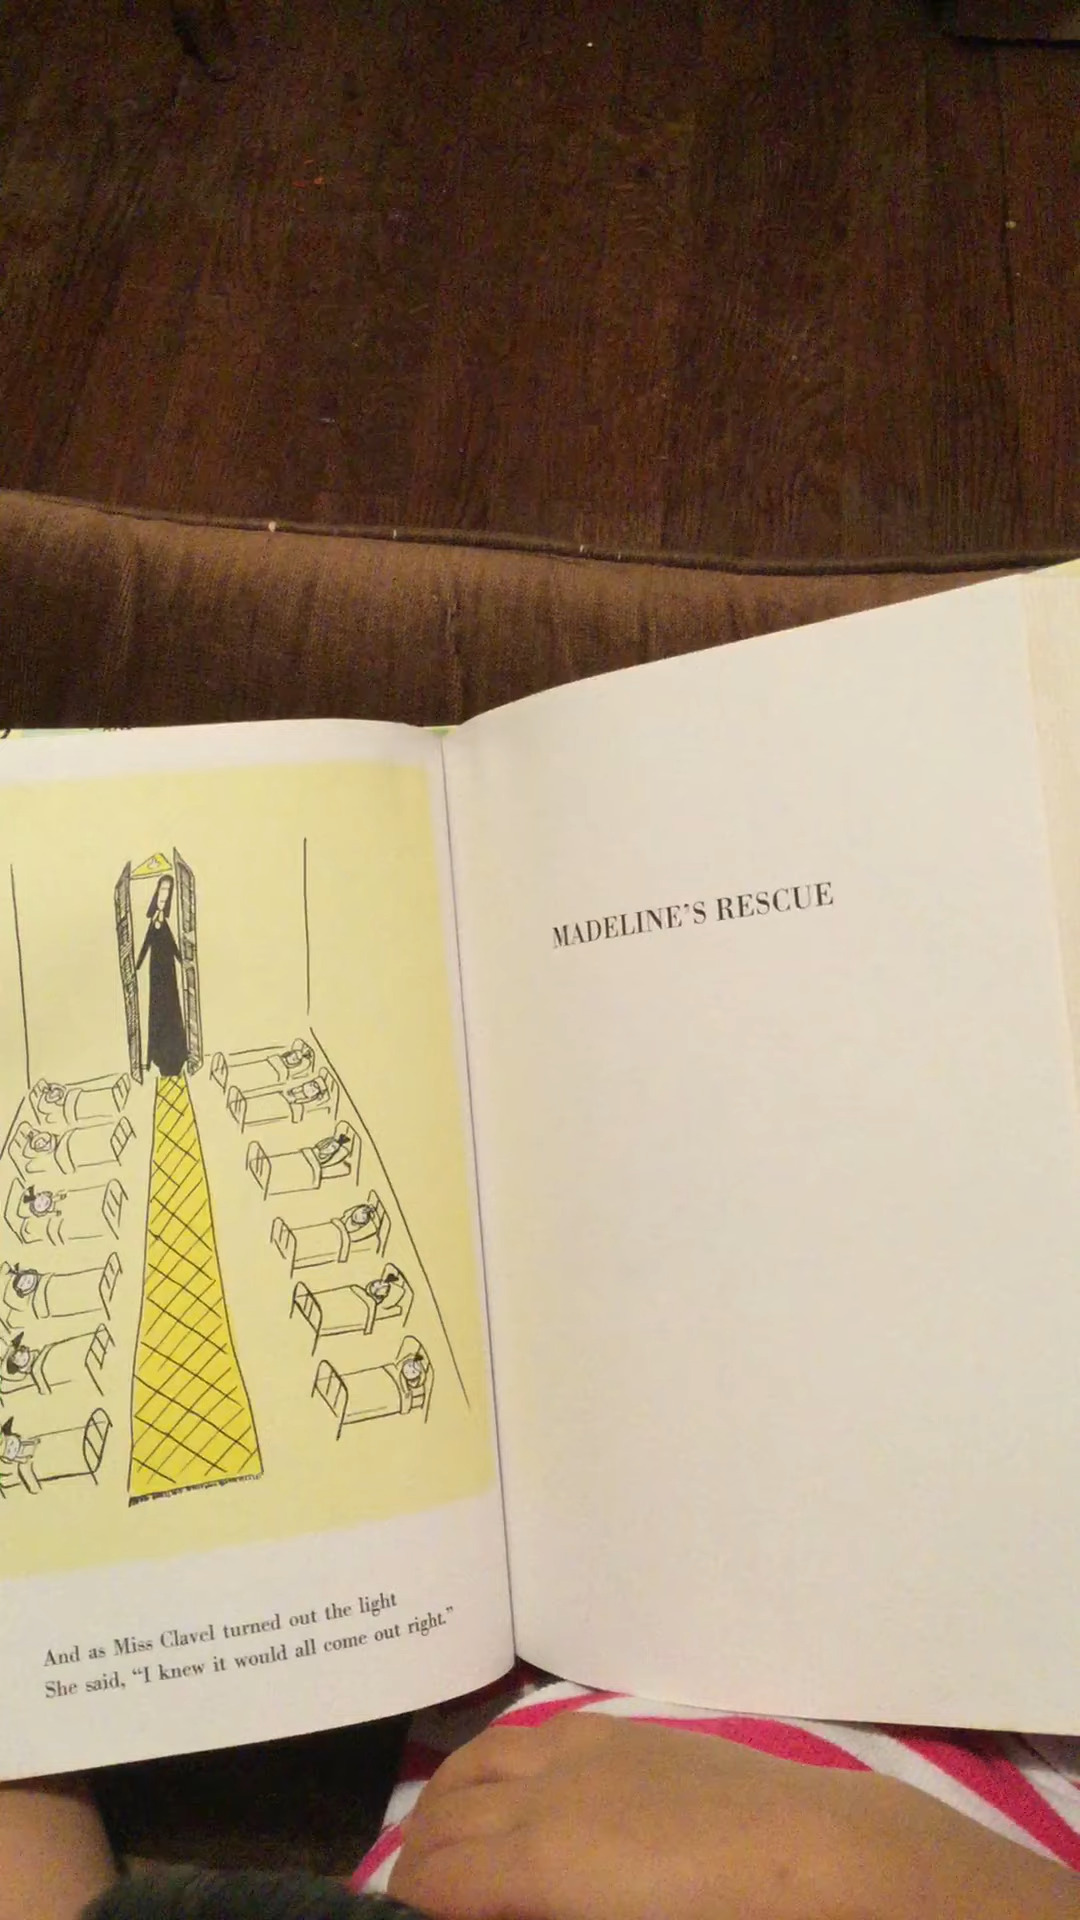 And as Miss Clavel turned out the light
She said, “I knew it would all come out right.”
MADELINE’S RESCUE